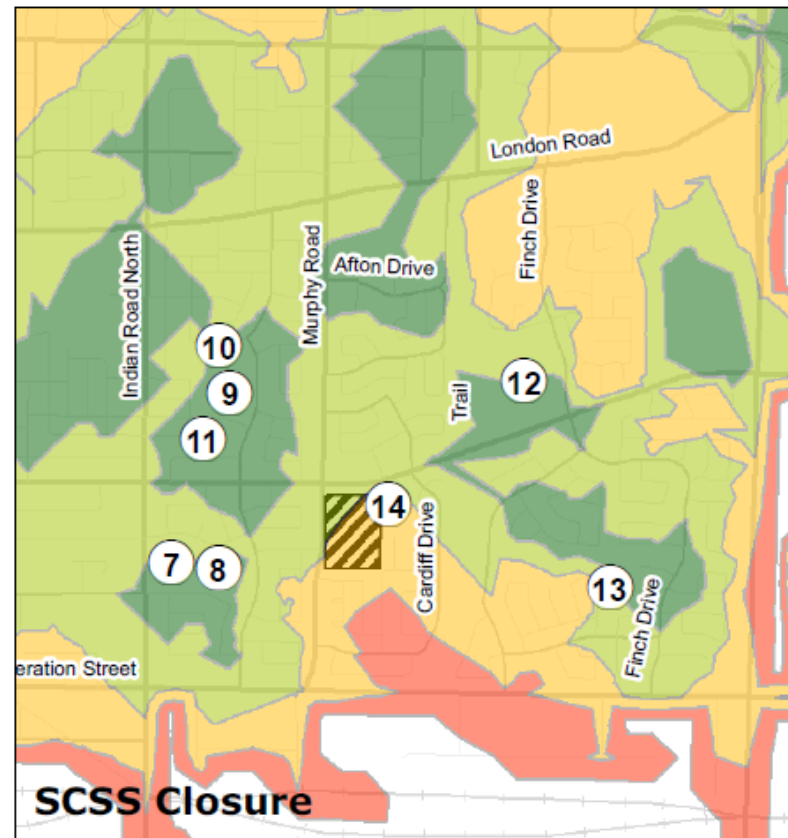 London Road
Finch Drive
Afton Drive
Murphy Road
Indian Road North
10
9
12
Trail
11
14
Cardiff Drive
7
8
13
Finch Drive
eration Street
SCSS Closure